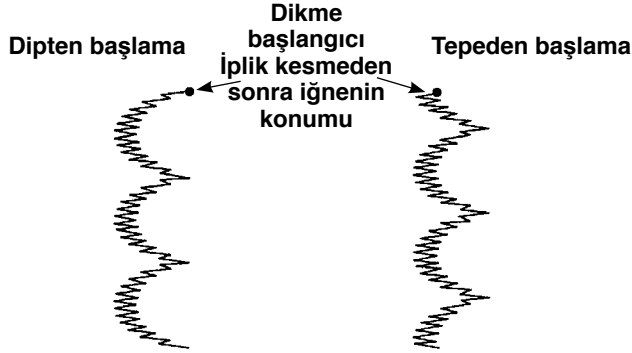 Dipten başlama
Dikme
başlangıcı
İplik kesmeden
sonra iğnenin
konumu
Tepeden başlama